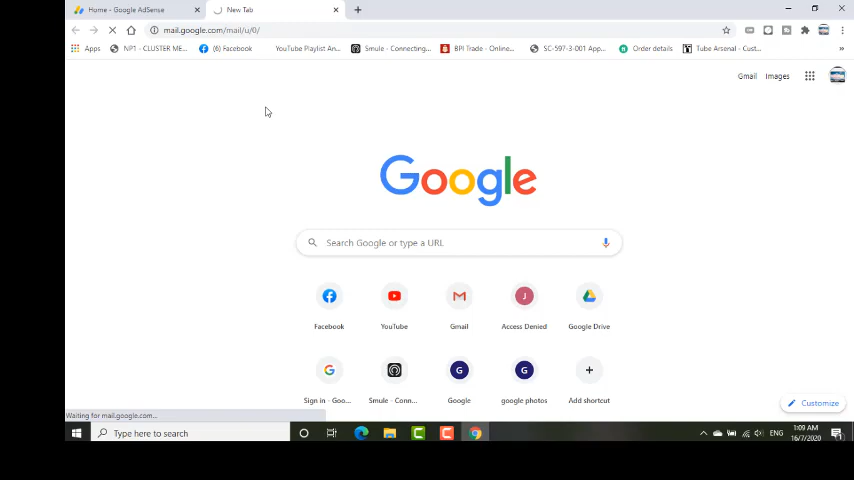 Home - Google AdSense
New Tab
mail.google.com/mail/u/0/
Apps
NP1 - CLUSTER ME...
(6) Facebook
YouTube Playlist An...
Smule - Connecting...
BPI Trade - Online...
SC-597-3-001 App...
Order details
Tube Arsenal - Cust...
»
Gmail
Images
Google
Search Google or type a URL
Facebook
YouTube
Gmail
J
Access Denied
Google Drive
Sign in - Goo...
Smule - Conn...
G
Google
G
google photos
Add shortcut
Customize
Waiting for mail.google.com...
Type here to search
ENG
1:09 AM
16/7/2020